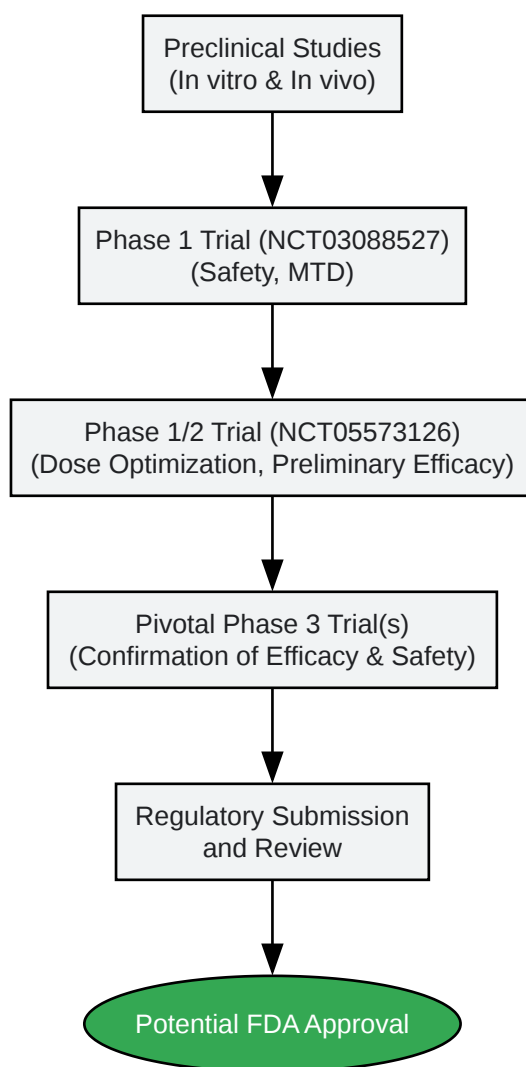 Preclinical Studies
(In vitro & In vivo)
Phase 1 Trial (NCT03088527)
(Safety, MTD)
Phase 1/2 Trial (NCT05573126)
(Dose Optimization, Preliminary Efficacy)
Pivotal Phase 3 Trial(s)
(Confirmation of Efficacy & Safety)
Regulatory Submission
and Review
Potential FDA Approval